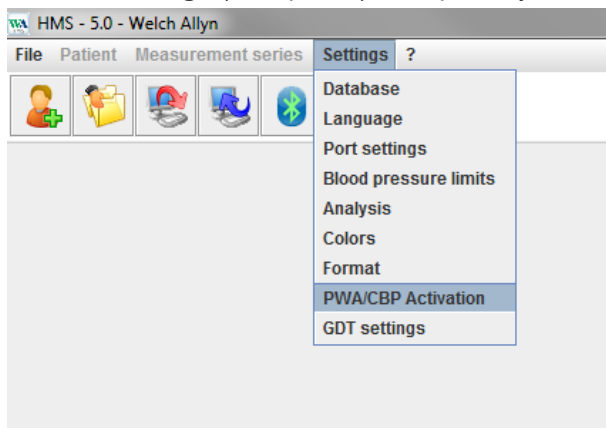 WA HMS - 5.0 - Welch Allyn
File Patient Measurement series Settings ?
Database
Language
Port settings
Blood pressure limits
Analysis
Colors
Format
PWA/CBP Activation
GDT settings